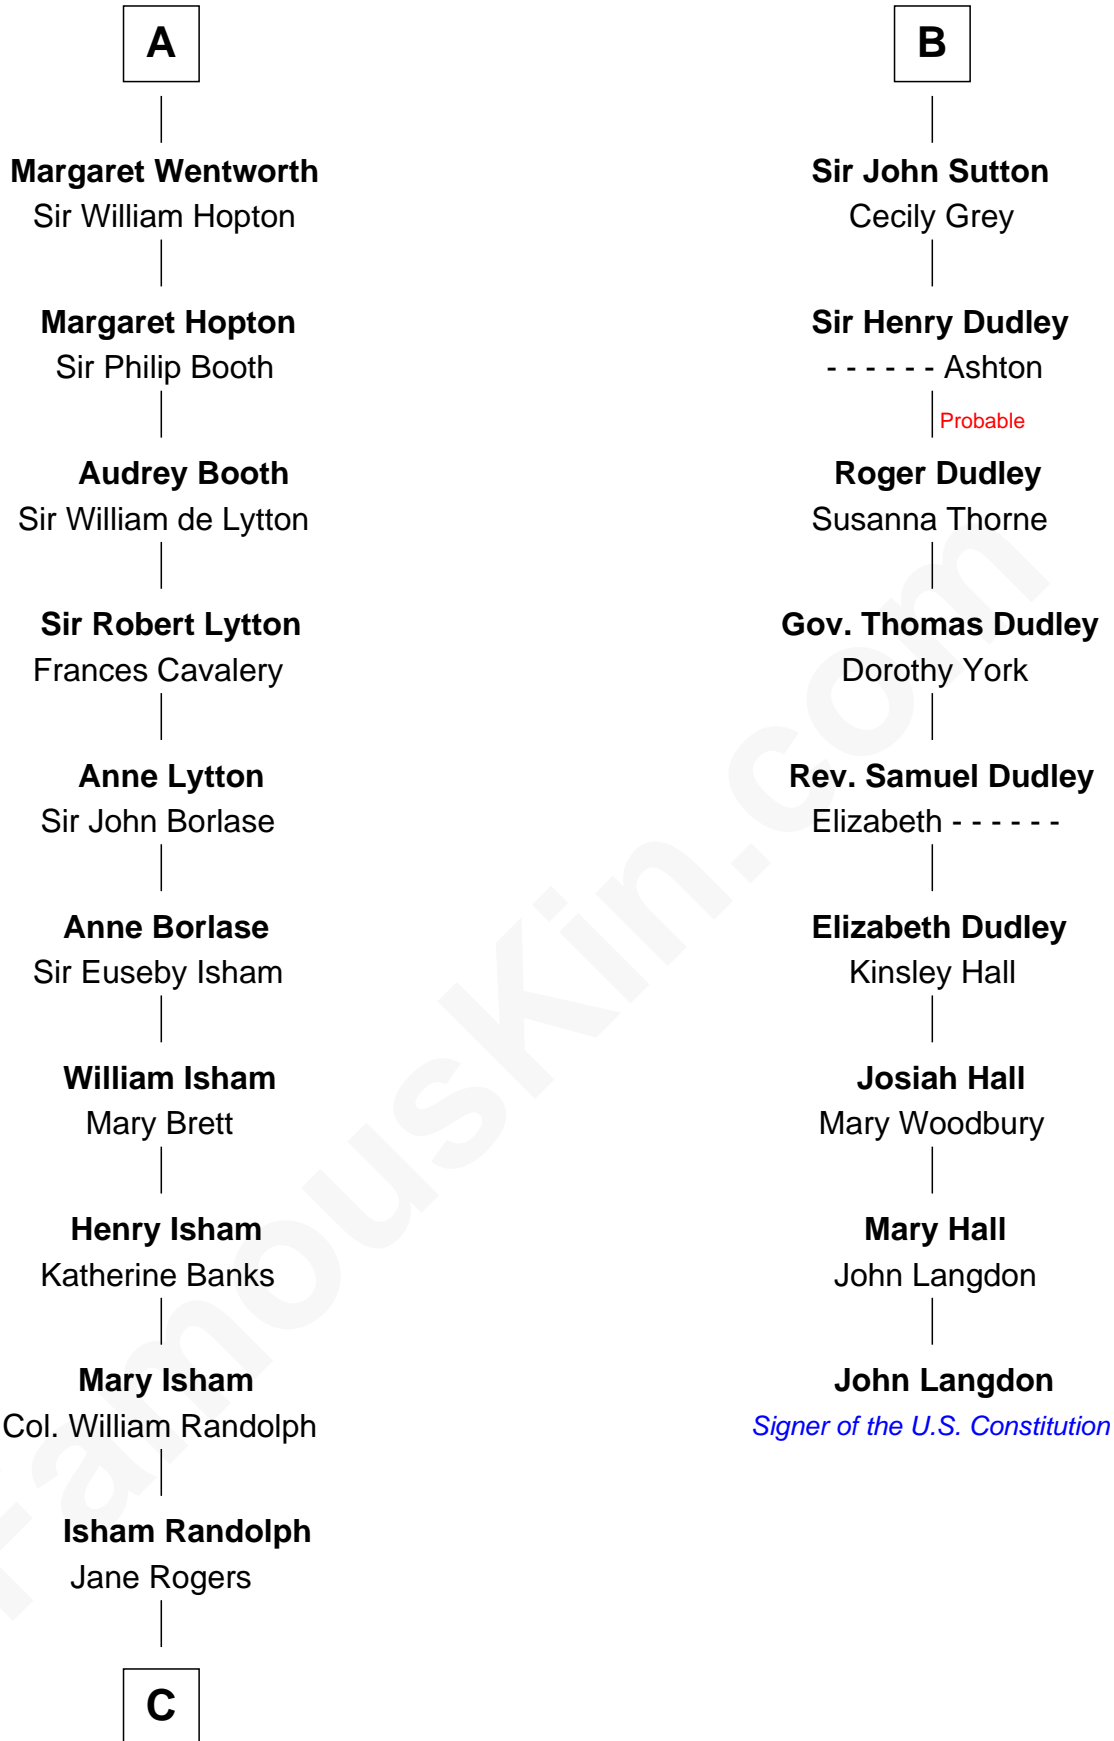 A
Margaret Wentworth
Sir William Hopton
Margaret Hopton
Sir Philip Booth
Audrey Booth
Sir William de Lytton
Sir Robert Lytton
Frances Cavalery
Anne Lytton
Sir John Borlase
Anne Borlase
Sir Euseby Isham
William Isham
Mary Brett
Henry Isham
Katherine Banks
Mary Isham
Col. William Randolph
Isham Randolph
Jane Rogers
C
B
Sir John Sutton
Cecily Grey
Sir Henry Dudley
- - - - - - Ashton
Probable
Roger Dudley
Susanna Thorne
Gov. Thomas Dudley
Dorothy York
Rev. Samuel Dudley
Elizabeth - - - - - -
Elizabeth Dudley
Kinsley Hall
Josiah Hall
Mary Woodbury
Mary Hall
John Langdon
John Langdon
Signer of the U.S. Constitution
FamousKin.com